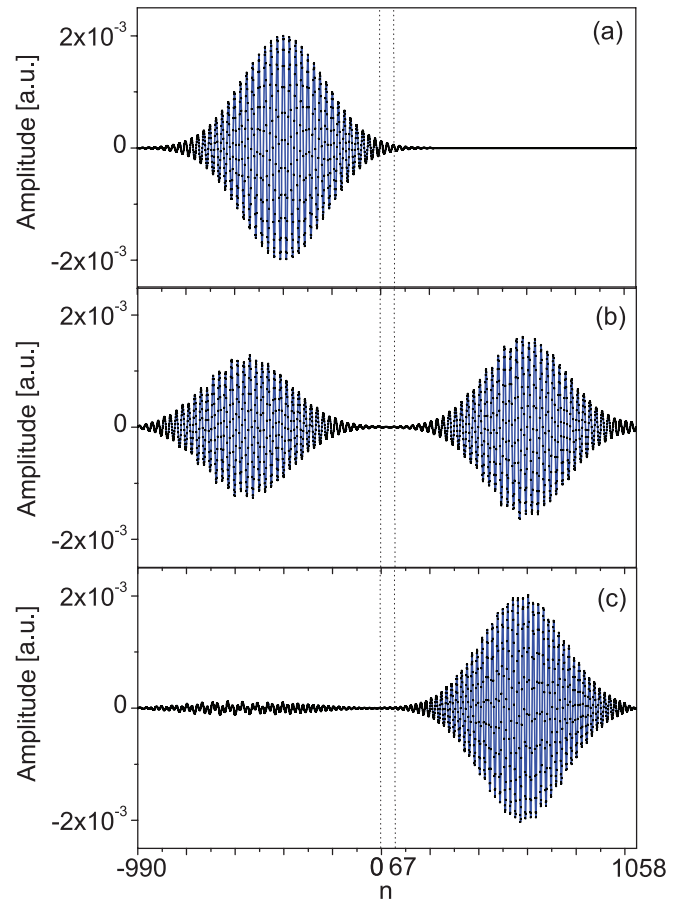 (a)
2x10⁻³
0
-2x10⁻³
Amplitude [a.u.]
(b)
2x10⁻³
0
-2x10⁻³
Amplitude [a.u.]
(c)
2x10⁻³
0
-2x10⁻³
Amplitude [a.u.]
-990 0 67 1058
n